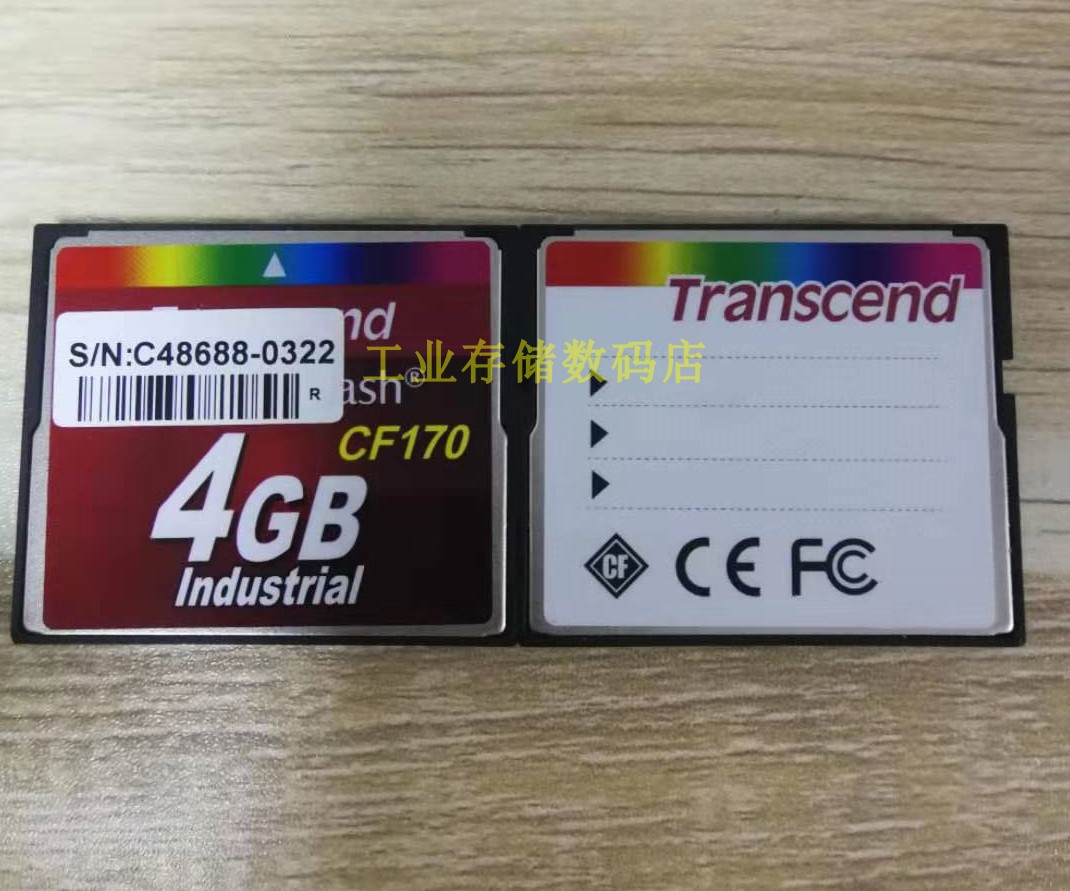 S/N:C48688-0322
R
CF170
4GB
Industrial
Transcend
工业存储数码店
CF
CE FC